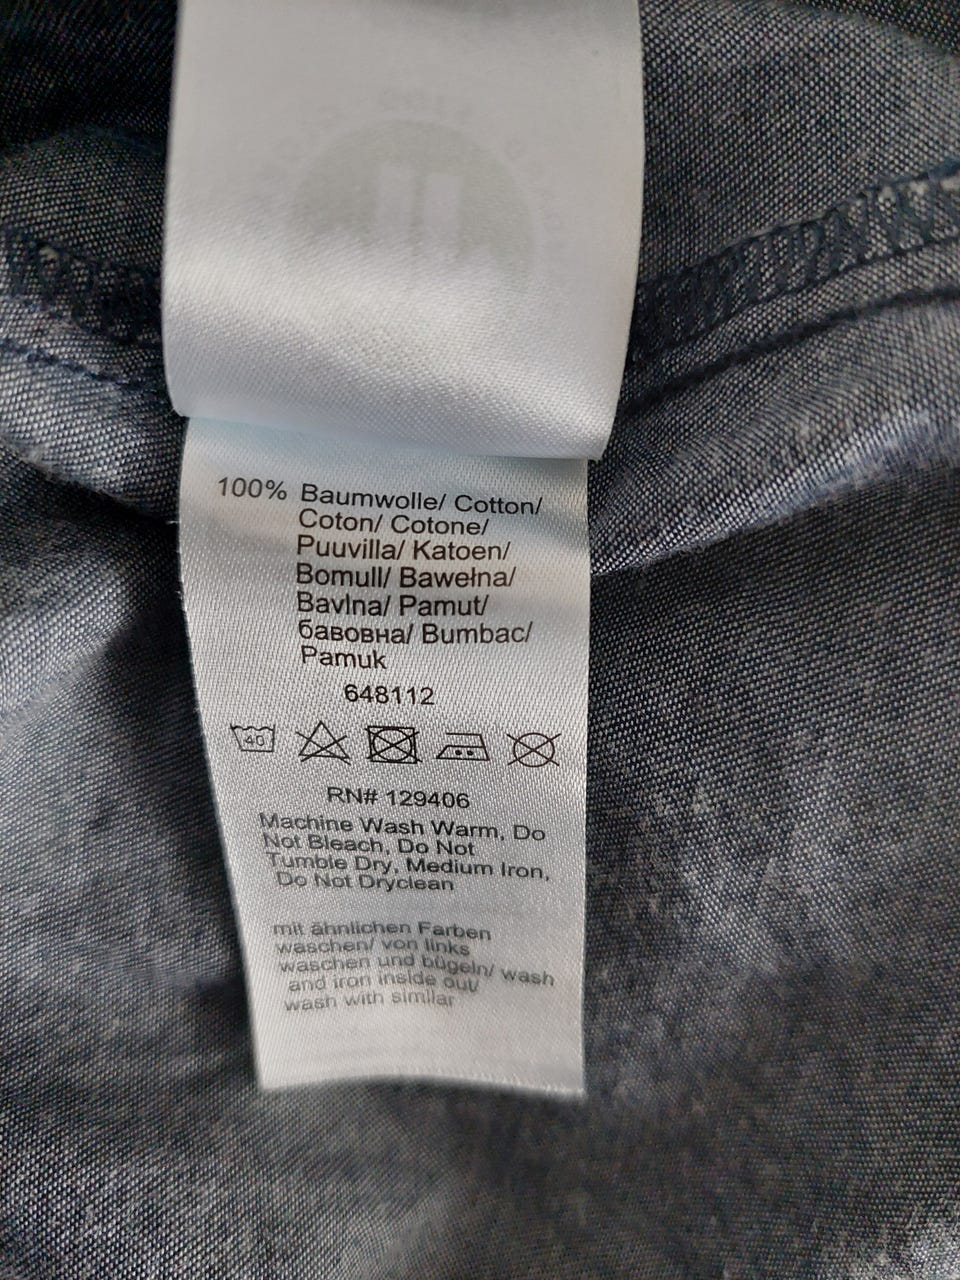 100% Baumwolle/ Cotton/
Coton/ Cotone/
Puuvilla/ Katoen/
Bomull/ Bawełna/
Bavlna/ Pamut/
бавовна/ Bumbac/
Pamuk
648112
40
RN# 129406
Machine Wash Warm, Do
Not Bleach, Do Not
Tumble Dry, Medium Iron,
Do Not Dryclean
mit ähnlichen Farben
waschen/ von links
waschen und bügeln/ wash
and iron inside out/
wash with similar